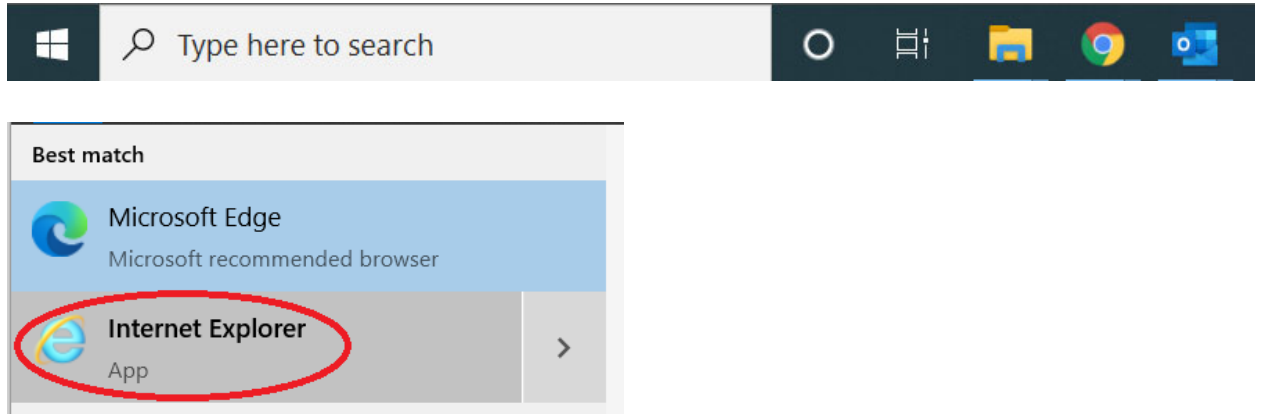 Type here to search
Best match
Microsoft Edge
Microsoft recommended browser
Internet Explorer
App